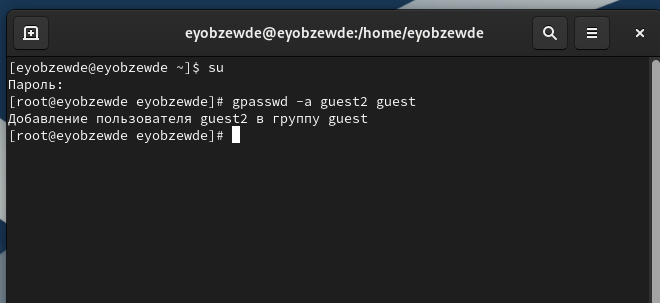 eyobzewde@eyobzewde:/home/eyobzewde
[eyobzewde@eyobzewde ~]$ su
Пароль:
[root@eyobzewde eyobzewde]# gpasswd -a guest2 guest
Добавление пользователя guest2 в группу guest
[root@eyobzewde eyobzewde]#